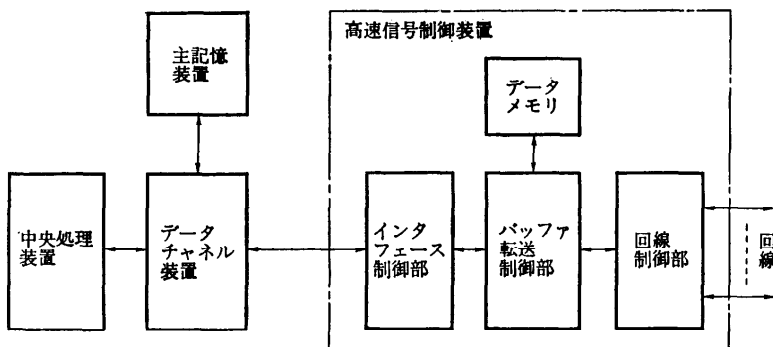 高速信号制御装置
主記憶
装置
データ
メモリ
中央処理
装置
データ
チャネル
装置
インタ
フェース
制御部
バッファ
転送
制御部
回線
制御部
回
線